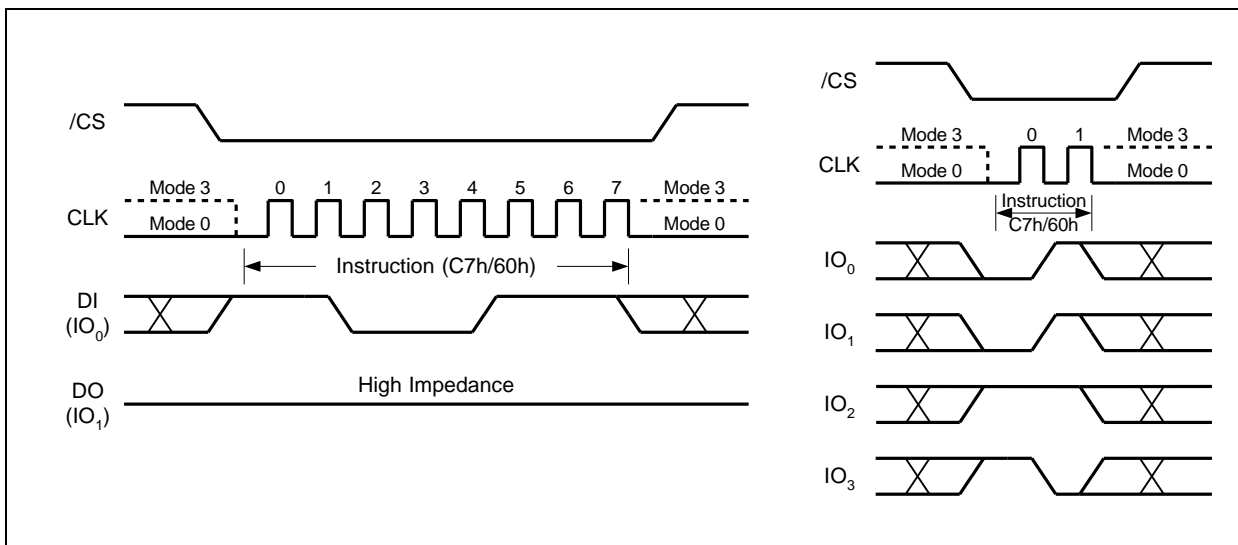 /CS
Mode 3 0 1 2 3 4 5 6 7 Mode 3
CLK
Mode 0 Mode 0
Instruction (C7h/60h)
DI
(IO0)
High Impedance
DO
(IO1)
/CS
Mode 3 0 1 Mode 3
CLK
Mode 0 Mode 0
Instruction
C7h/60h
IO0
IO1
IO2
IO3